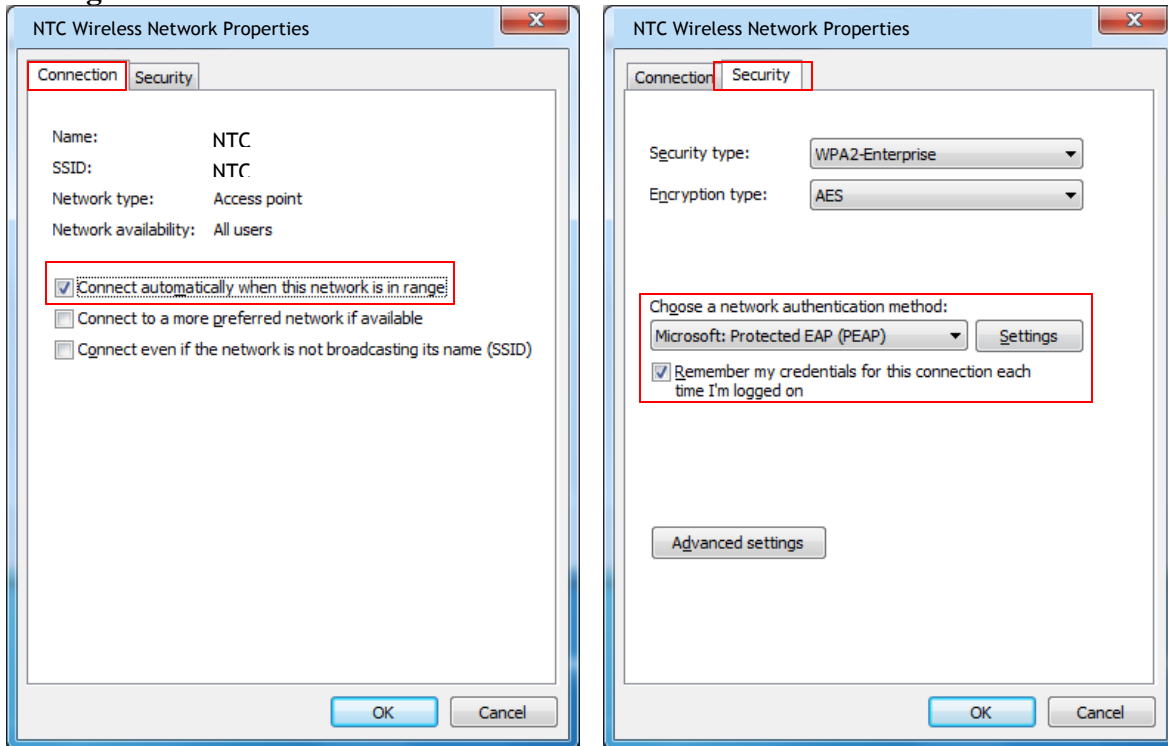 NTC Wireless Network Properties
Connection Security
Name: NTC
SSID: NTC
Network type: Access point
Network availability: All users
Connect automatically when this network is in range
Connect to a more preferred network if available
Connect even if the network is not broadcasting its name (SSID)
OK Cancel
NTC Wireless Network Properties
Connection Security
Security type: WPA2-Enterprise
Encryption type: AES
Choose a network authentication method:
Microsoft: Protected EAP (PEAP) Settings
Remember my credentials for this connection each
time I'm logged on
Advanced settings
OK Cancel